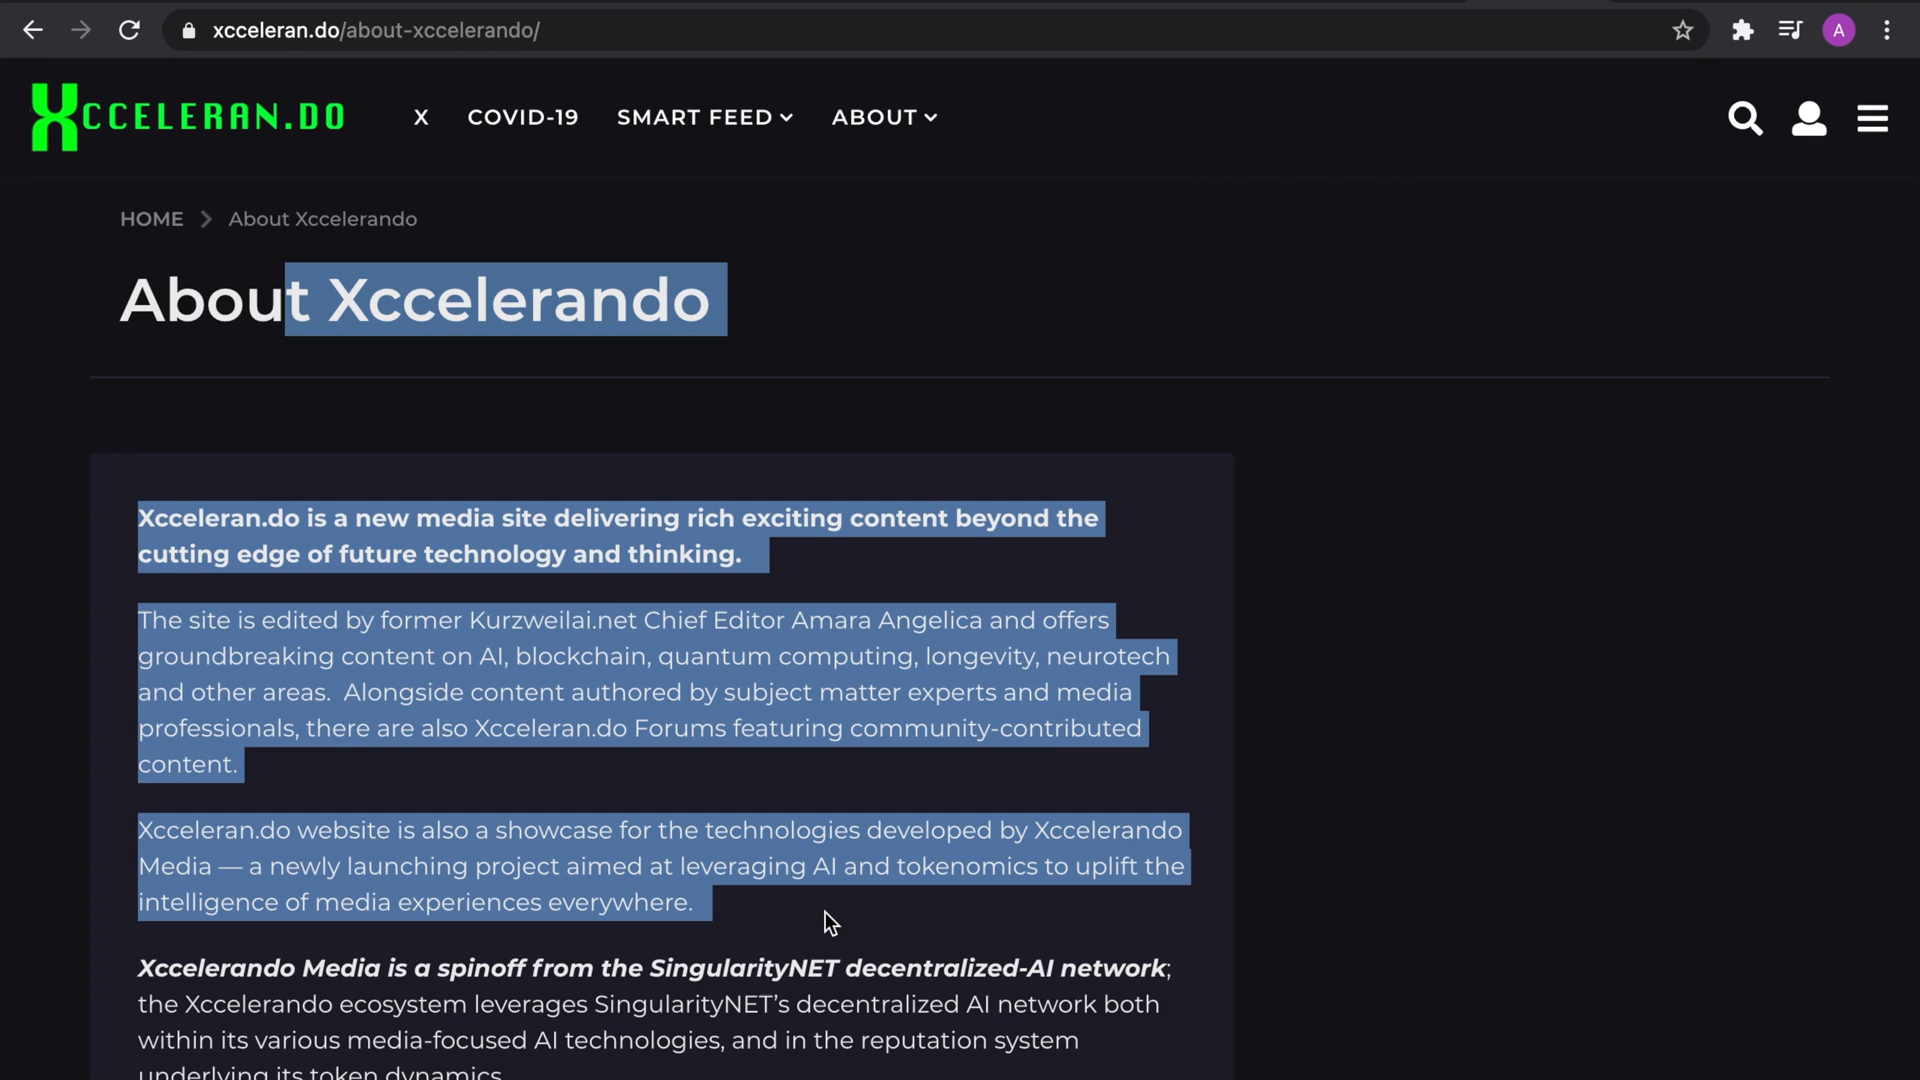 xcceleran.do/about-xccelerando/
A
XCCELERAN.DO
X
COVID-19
SMART FEED
ABOUT
HOME
About Xccelerando
About Xccelerando
Xcceleran.do is a new media site delivering rich exciting content beyond the
cutting edge of future technology and thinking.
The site is edited by former Kurzweilai.net Chief Editor Amara Angelica and offers
groundbreaking content on AI, blockchain, quantum computing, longevity, neurotech
and other areas.  Alongside content authored by subject matter experts and media
professionals, there are also Xcceleran.do Forums featuring community-contributed
content.
Xcceleran.do website is also a showcase for the technologies developed by Xccelerando
Media — a newly launching project aimed at leveraging AI and tokenomics to uplift the
intelligence of media experiences everywhere.
Xccelerando Media is a spinoff from the SingularityNET decentralized-AI network;
the Xccelerando ecosystem leverages SingularityNET’s decentralized AI network both
within its various media-focused AI technologies, and in the reputation system
underlying its token dynamics.